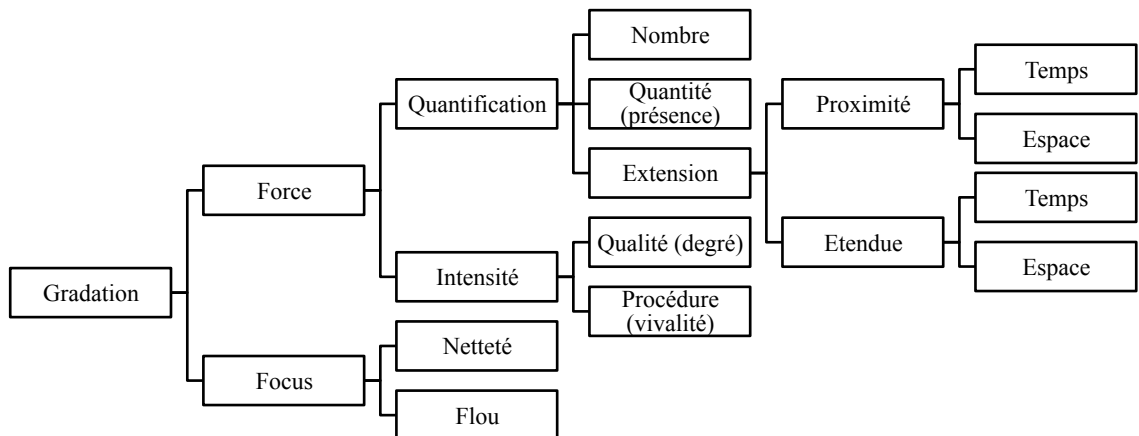 Gradation
Force
Quantification
Nombre
Quantité
(présence)
Extension
Proximité
Temps
Espace
Etendue
Temps
Espace
Intensité
Qualité (degré)
Procédure
(vivalité)
Focus
Netteté
Flou